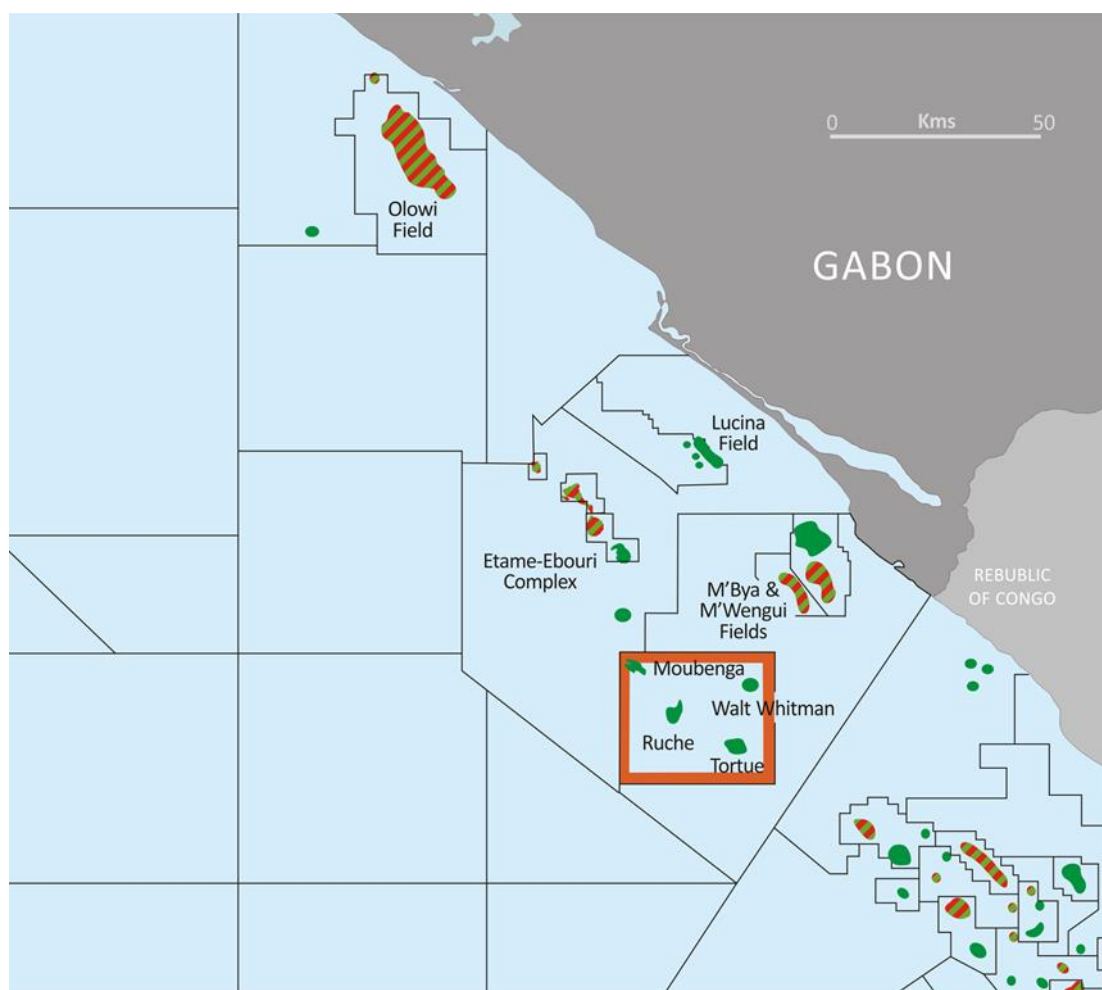 0 Kms 50
Olowi
Field
GABON
Lucina
Field
Etame-Ebouri
Complex
REBUBLIC
OF CONGO
M'Bya &
M'Wengui
Fields
Moubenga
Walt Whitman
Ruche
Tortue